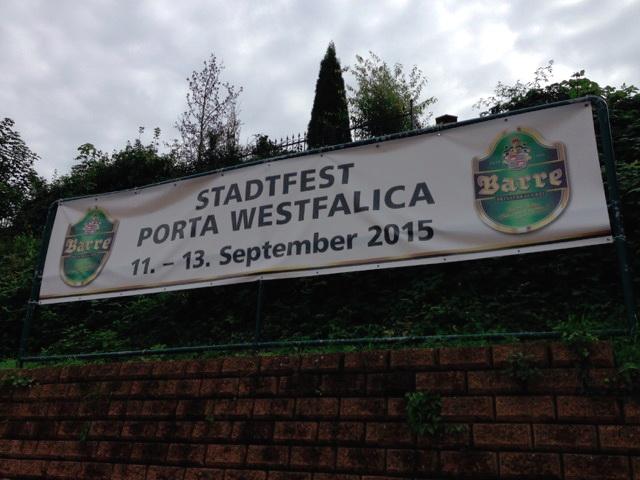 STADTFEST
PORTA WESTFALICA
11. – 13. September 2015
Barre
Barre